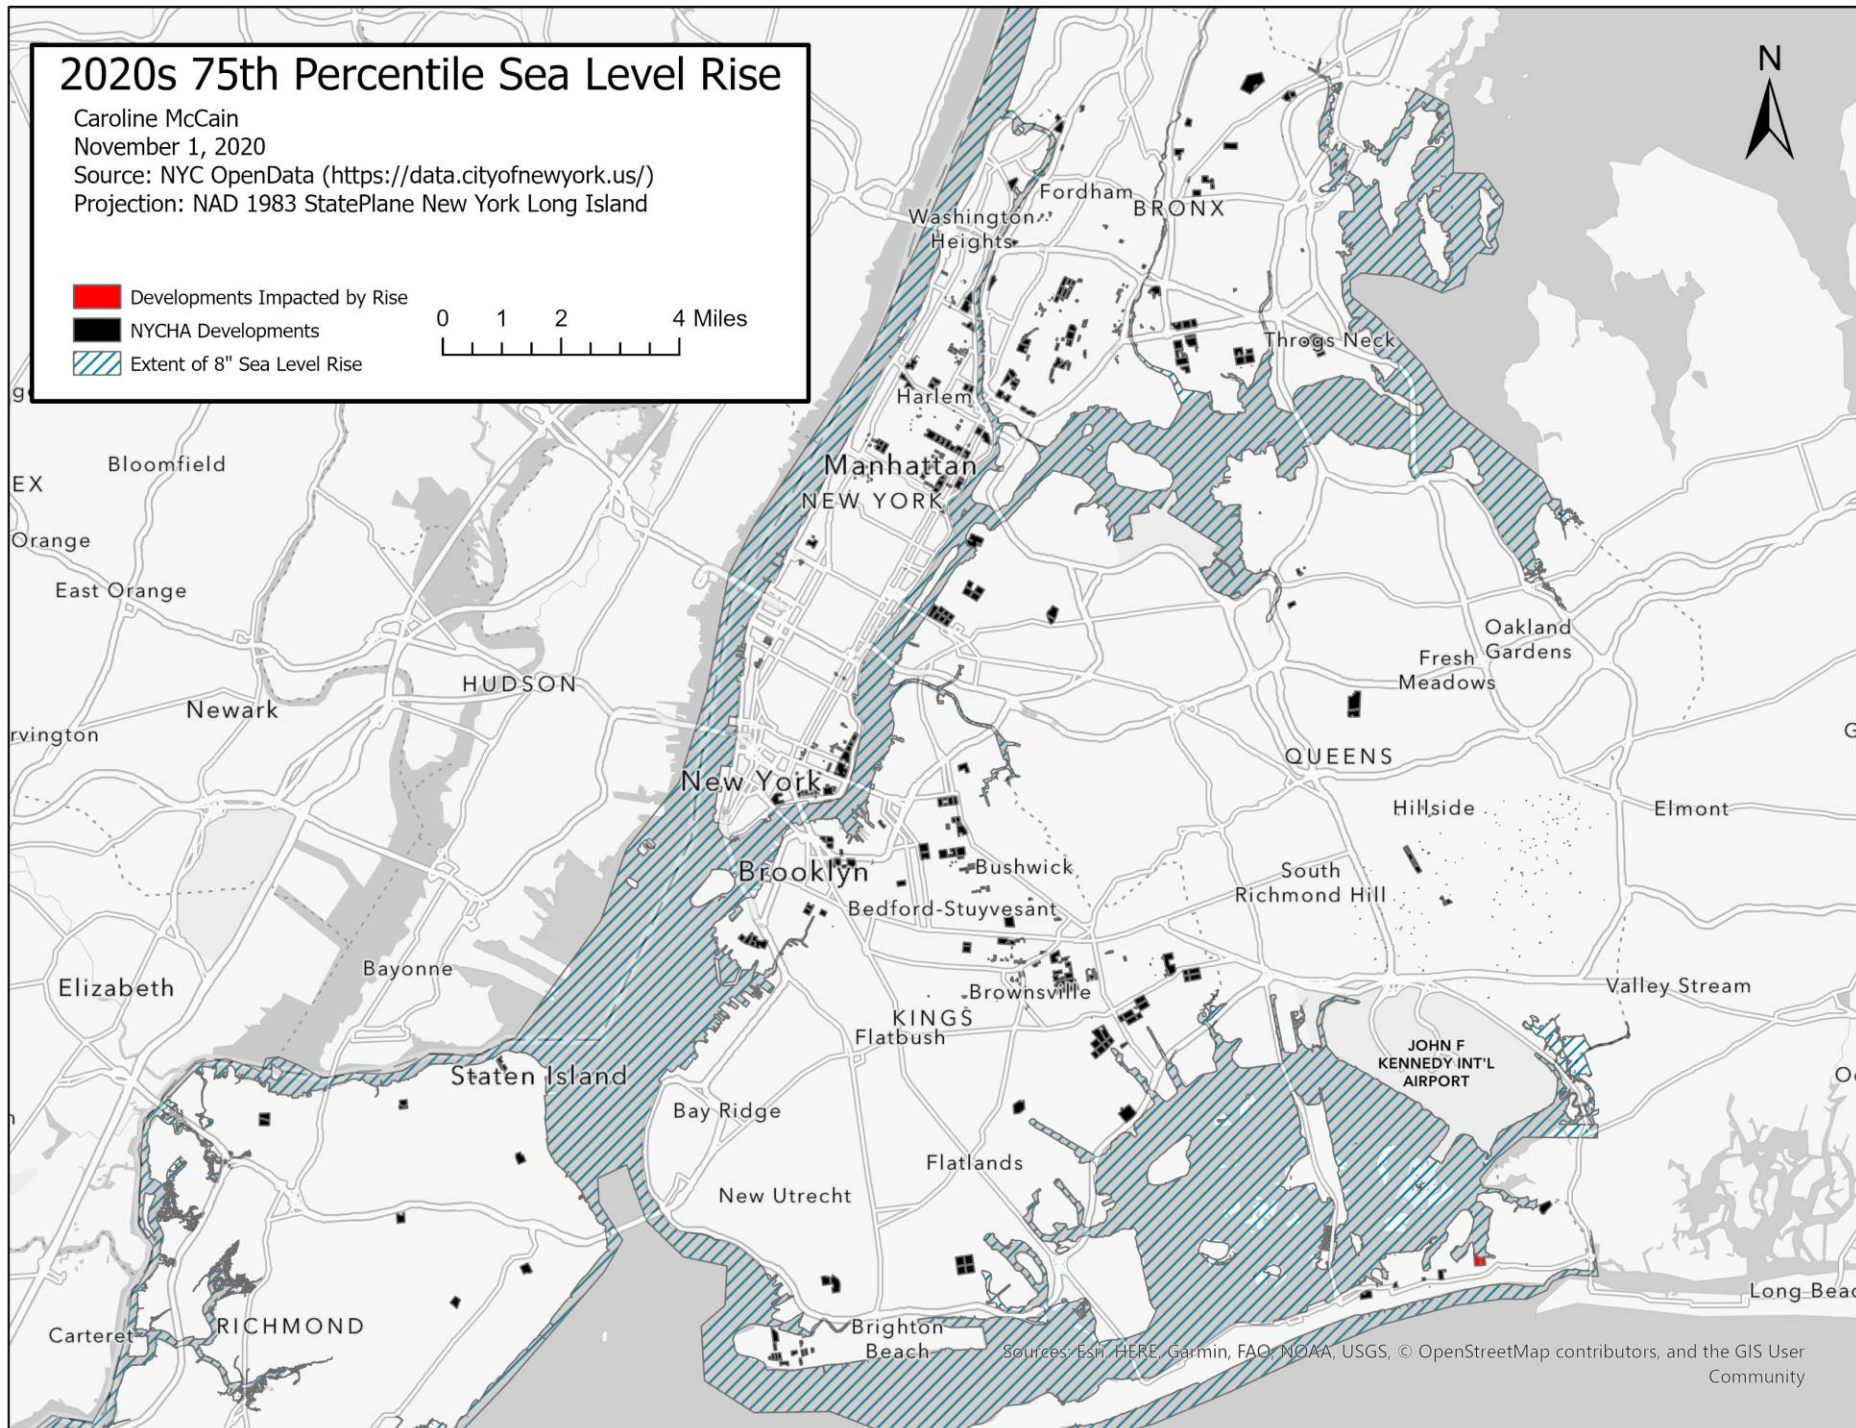 2020s 75th Percentile Sea Level Rise
Caroline McCain
November 1, 2020
Source: NYC OpenData (https://data.cityofnewyork.us/)
Projection: NAD 1983 StatePlane New York Long Island
Developments Impacted by Rise
NYCHA Developments
Extent of 8" Sea Level Rise
0 1 2 4 Miles
N
Fordham
BRONX
Washington
Heights
Throgs Neck
Harlem
Bloomfield
Manhattan
NEW YORK
EX
Orange
East Orange
Oakland
Gardens
Fresh
Meadows
HUDSON
Newark
rvington
QUEENS
New York
Hillside
Elmont
Brooklyn
Bushwick
South
Richmond Hill
Bedford-Stuyvesant
Bayonne
Elizabeth
Valley Stream
Brownsville
KINGS
Flatbush
JOHN F
KENNEDY INT'L
AIRPORT
Staten Island
Bay Ridge
Flatlands
New Utrecht
Long Beac
RICHMOND
Carteret
Brighton
Beach
Sources: Esri, HERE, Garmin, FAO, NOAA, USGS, © OpenStreetMap contributors, and the GIS User
Community